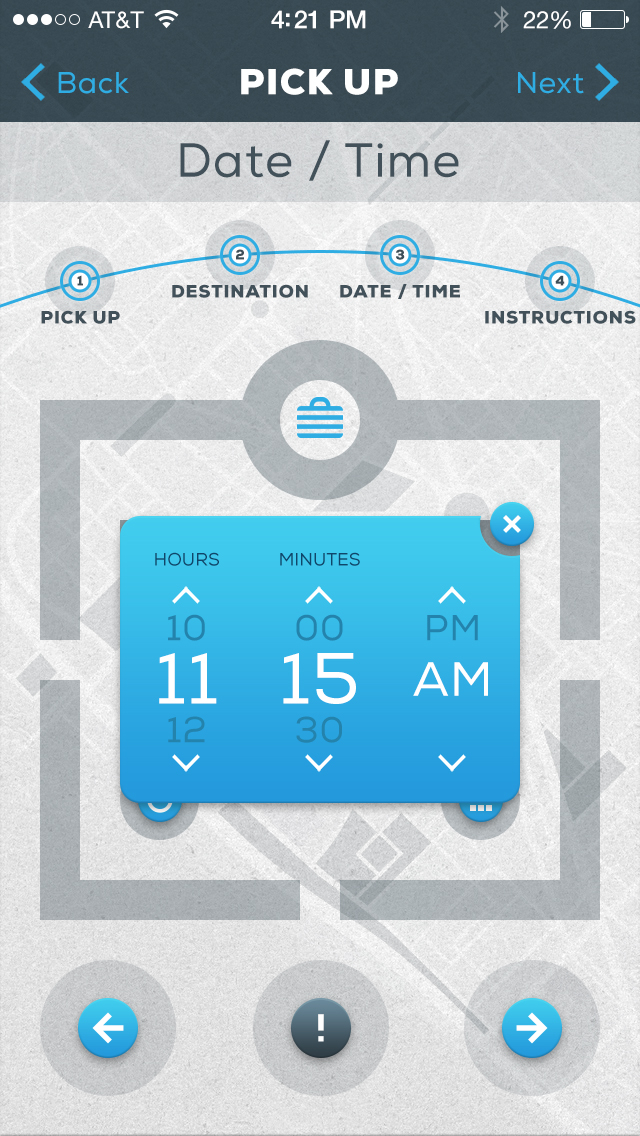 AT&T 4:21 PM 22%
Back PICK UP Next
Date / Time
1 2 3 4
DESTINATION DATE / TIME
PICK UP INSTRUCTIONS
HOURS MINUTES
10 00 PM
11 15 AM
12 30
!